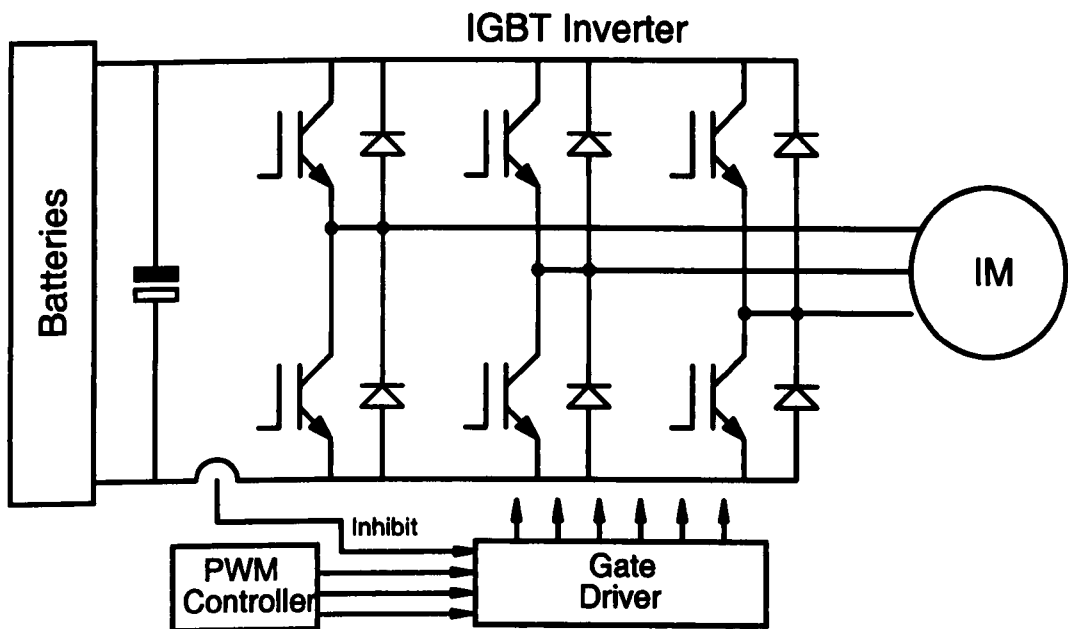 IGBT Inverter
Batteries
IM
Inhibit
PWM
Controller
Gate
Driver